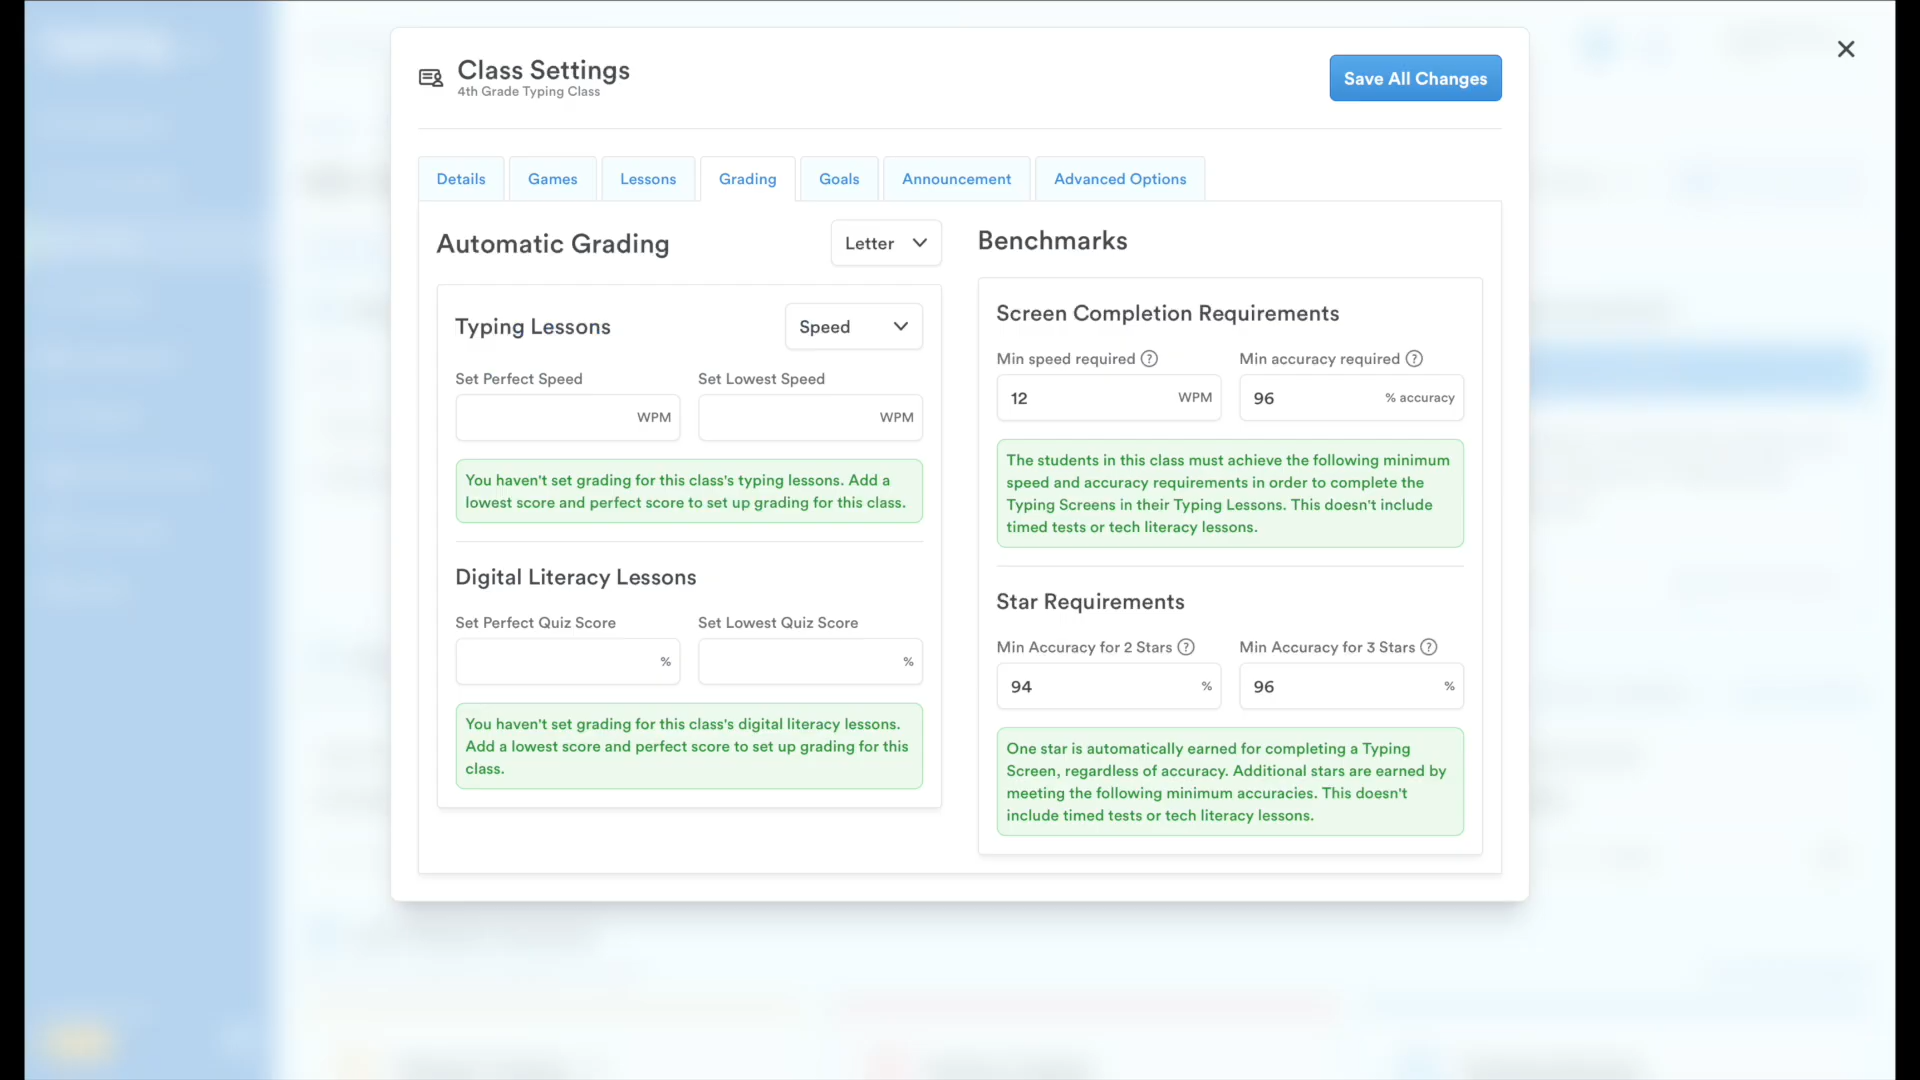 Class Settings
4th Grade Typing Class
Save All Changes
Details
Games
Lessons
Grading
Goals
Announcement
Advanced Options
Automatic Grading
Letter
Typing Lessons
Speed
Set Perfect Speed
Set Lowest Speed
WPM
WPM
You haven't set grading for this class's typing lessons. Add a
lowest score and perfect score to set up grading for this class.
Digital Literacy Lessons
Set Perfect Quiz Score
Set Lowest Quiz Score
%
%
You haven't set grading for this class's digital literacy lessons.
Add a lowest score and perfect score to set up grading for this
class.
Benchmarks
Screen Completion Requirements
Min speed required ?
Min accuracy required ?
12 WPM
96 % accuracy
The students in this class must achieve the following minimum
speed and accuracy requirements in order to complete the
Typing Screens in their Typing Lessons. This doesn't include
timed tests or tech literacy lessons.
Star Requirements
Min Accuracy for 2 Stars ?
Min Accuracy for 3 Stars ?
94 %
96 %
One star is automatically earned for completing a Typing
Screen, regardless of accuracy. Additional stars are earned by
meeting the following minimum accuracies. This doesn't
include timed tests or tech literacy lessons.